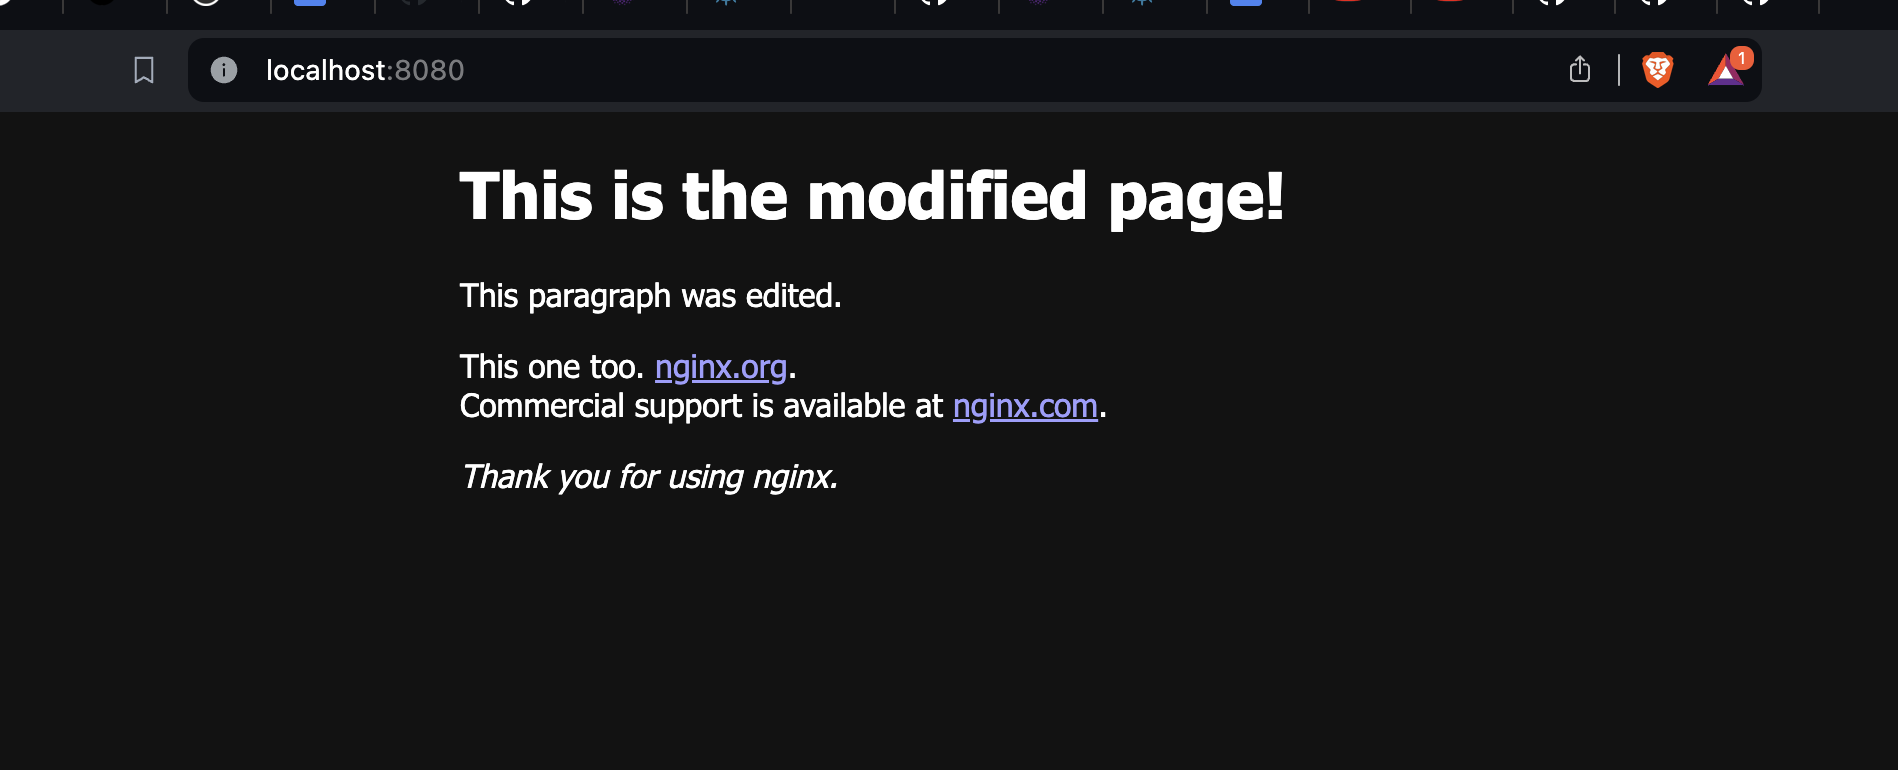 localhost:8080
1
This is the modified page!
This paragraph was edited.
This one too. nginx.org.
Commercial support is available at nginx.com.
Thank you for using nginx.